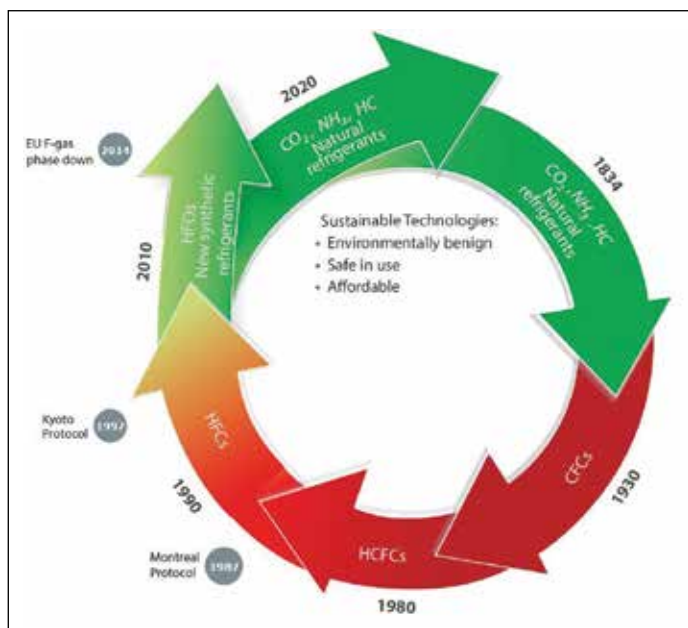 2020
CO2, NH3, HC
Natural
refrigerants
1834
CO2, NH3, HC
Natural
refrigerants
EU F-gas
phase down
2014
HFOs
New synthetic
refrigerants
2010
Sustainable Technologies:
• Environmentally benign
• Safe in use
• Affordable
Kyoto
Protocol
1997
HFCs
1990
CFCs
1930
Montreal
Protocol
1987
HCFCs
1980